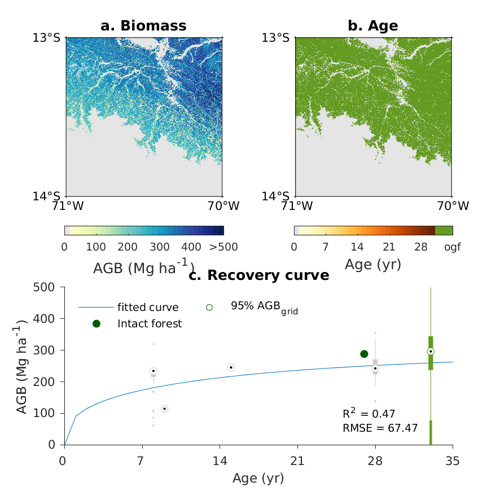 a. Biomass
b. Age
13°S
14°S
71°W
70°W
13°S
14°S
71°W
70°W
0 100 200 300 400 >500
AGB (Mg ha⁻¹)
0 7 14 21 28 ogf
Age (yr)
c. Recovery curve
500
400
300
200
100
0
AGB (Mg ha⁻¹)
fitted curve
95% AGB_grid
Intact forest
R² = 0.47
RMSE = 67.47
0 7 14 21 28 35
Age (yr)